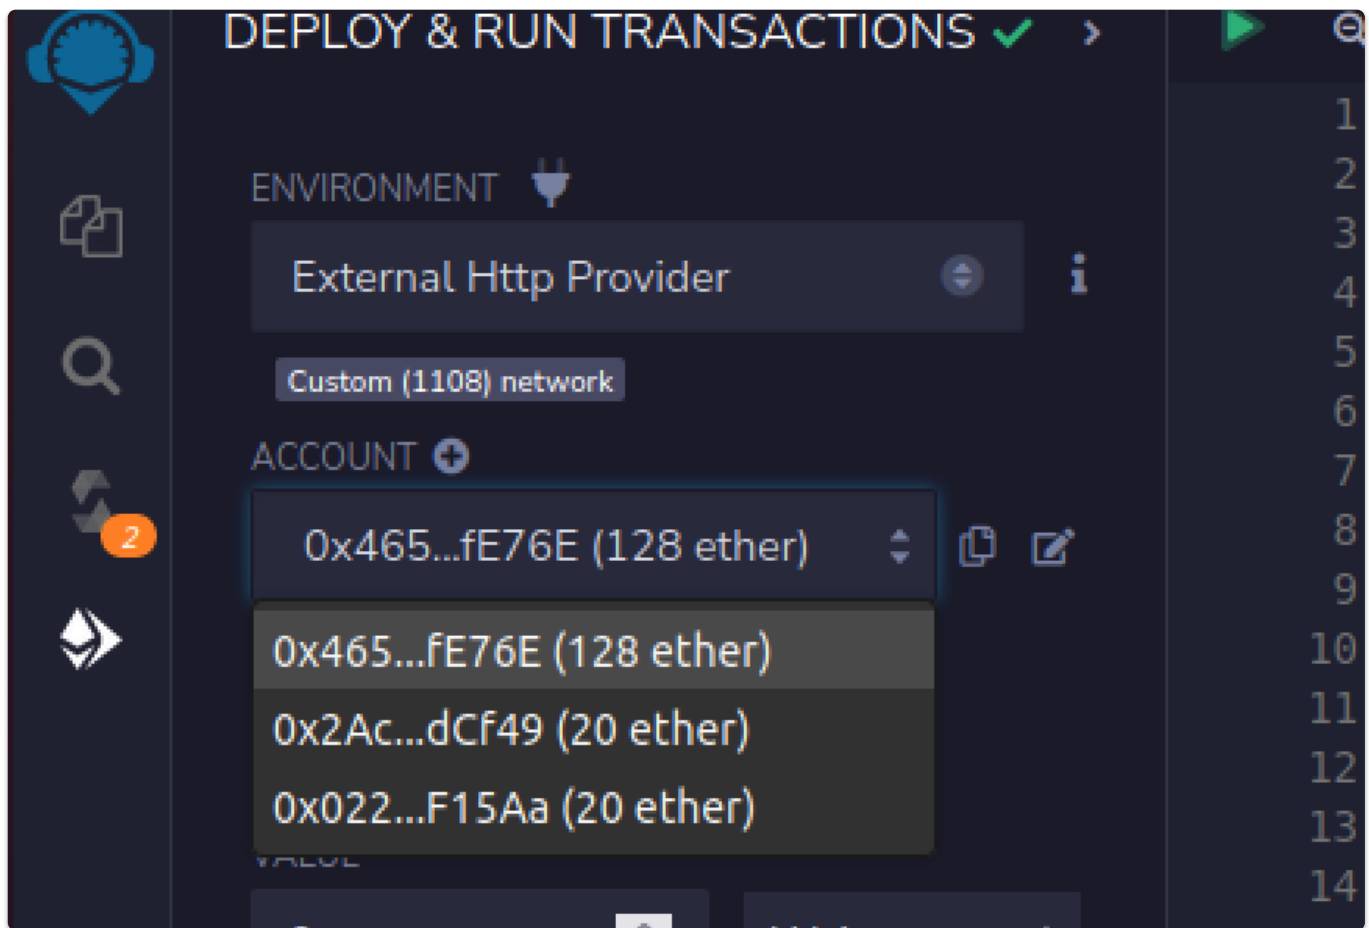 DEPLOY & RUN TRANSACTIONS
ENVIRONMENT
External Http Provider
i
Custom (1108) network
ACCOUNT
0x465...fE76E (128 ether)
0x465...fE76E (128 ether)
0x2Ac...dCf49 (20 ether)
0x022...F15Aa (20 ether)
VALUE
2
1
2
3
4
5
6
7
8
9
10
11
12
13
14